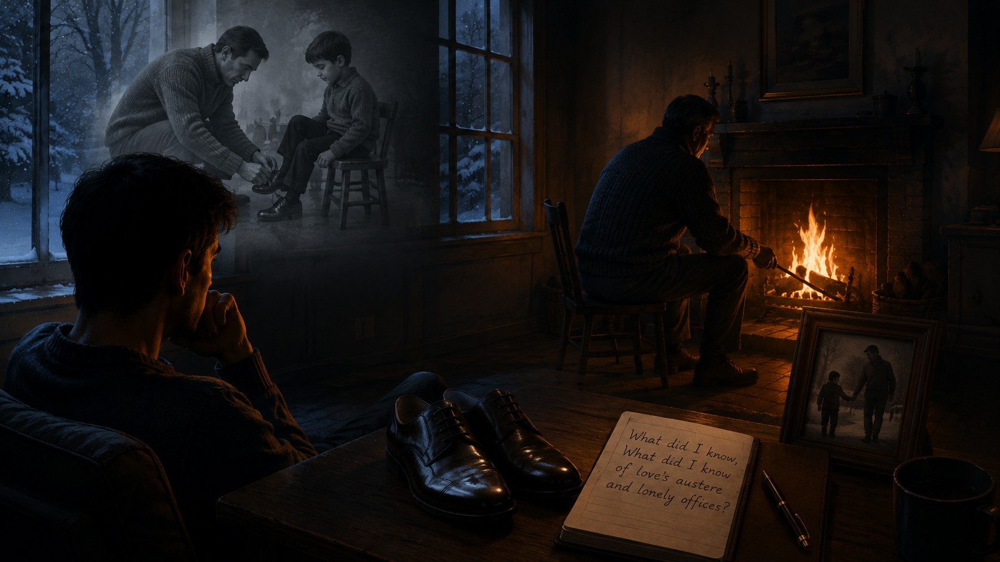 What did I know,
What did I know
of love's austere
and lonely offices?